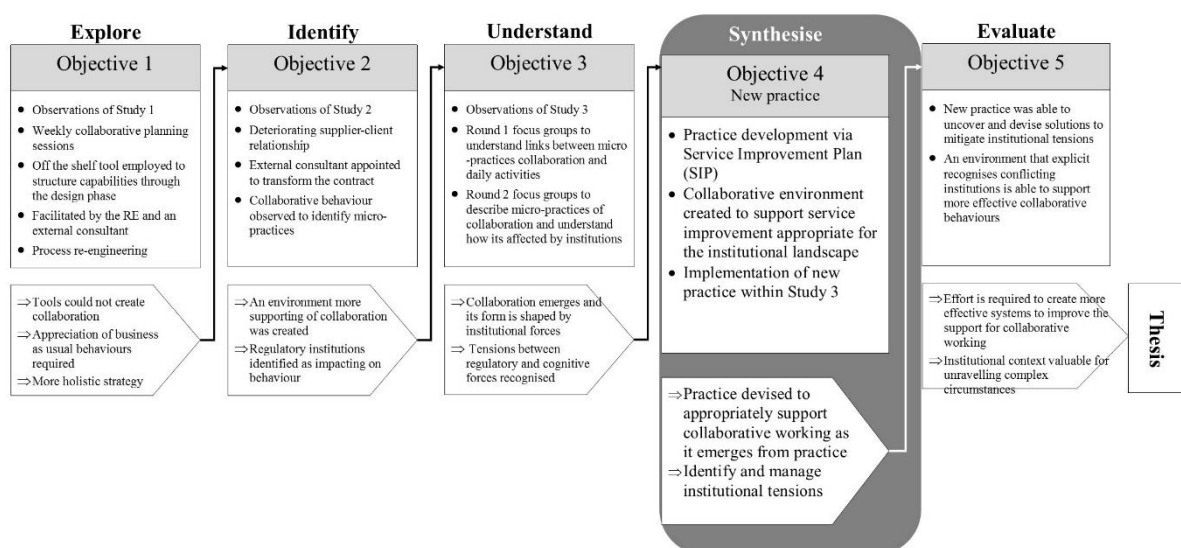 Explore
Objective 1
● Observations of Study 1
● Weekly collaborative planning
sessions
● Off the shelf tool employed to
structure capabilities through
the design phase
● Facilitated by the RE and an
external consultant
● Process re-engineering
⇒Tools could not create
collaboration
⇒Appreciation of business
as usual behaviours
required
⇒More holistic strategy
Identify
Objective 2
● Observations of Study 2
● Deteriorating supplier-client
relationship
● External consultant appointed
to transform the contract
● Collaborative behaviour
observed to identify micro-
practices
⇒An environment more
supporting of collaboration
was created
⇒Regulatory institutions
identified as impacting on
behaviour
Understand
Objective 3
● Observations of Study 3
● Round 1 focus groups to
understand links between micro
-practices collaboration and
daily activities
● Round 2 focus groups to
describe micro-practices of
collaboration and understand
how its affected by institutions
⇒Collaboration emerges and
its form is shaped by
institutional forces
⇒Tensions between
regulatory and cognitive
forces recognised
Synthesise
Objective 4
New practice
● Practice development via
Service Improvement Plan
(SIP)
● Collaborative environment
created to support service
improvement appropriate for
the institutional landscape
● Implementation of new
practice within Study 3
⇒Practice devised to
appropriately support
collaborative working as
it emerges from practice
⇒Identify and manage
institutional tensions
Evaluate
Objective 5
● New practice was able to
uncover and devise solutions to
mitigate institutional tensions
● An environment that explicit
recognises conflicting
institutions is able to support
more effective collaborative
behaviours
⇒Effort is required to create more
effective systems to improve the
support for collaborative
working
⇒Institutional context valuable for
unravelling complex
circumstances
Thesis